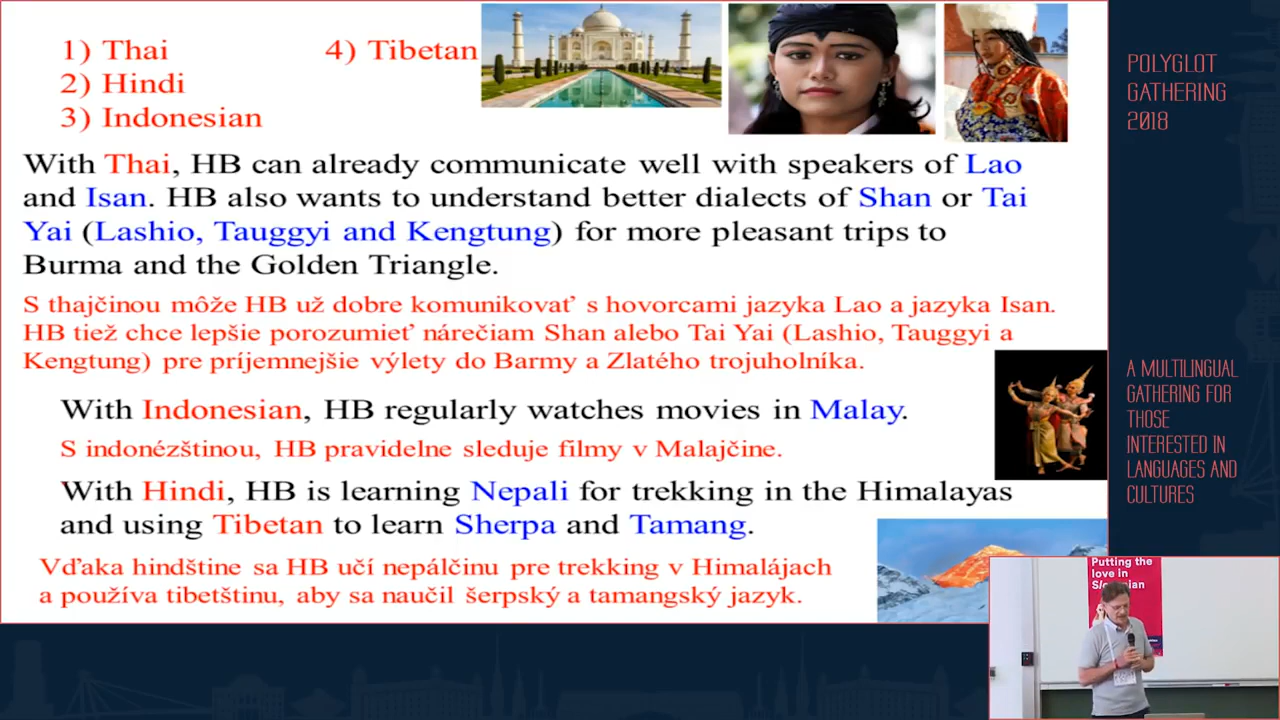 1) Thai
4) Tibetan
2) Hindi
3) Indonesian
With Thai, HB can already communicate well with speakers of Lao
and Isan. HB also wants to understand better dialects of Shan or Tai
Yai (Lashio, Tauggyi and Kengtung) for more pleasant trips to
Burma and the Golden Triangle.
S thajčinou môže HB už dobre komunikovať s hovorcami jazyka Lao a jazyka Isan.
HB tiež chce lepšie porozumieť nárečiam Shan alebo Tai Yai (Lashio, Tauggyi a
Kengtung) pre príjemnejšie výlety do Barmy a Zlatého trojuholníka.
With Indonesian, HB regularly watches movies in Malay.
S indonézštinou, HB pravidelne sleduje filmy v Malajčine.
With Hindi, HB is learning Nepali for trekking in the Himalayas
and using Tibetan to learn Sherpa and Tamang.
Vďaka hindštine sa HB učí nepálčinu pre trekking v Himalájach
a používa tibetštinu, aby sa naučil šerpský a tamangský jazyk.
POLYGLOT
GATHERING
2018
A MULTILINGUAL
GATHERING FOR
THOSE
INTERESTED IN
LANGUAGES AND
CULTURES
Putting the
love in